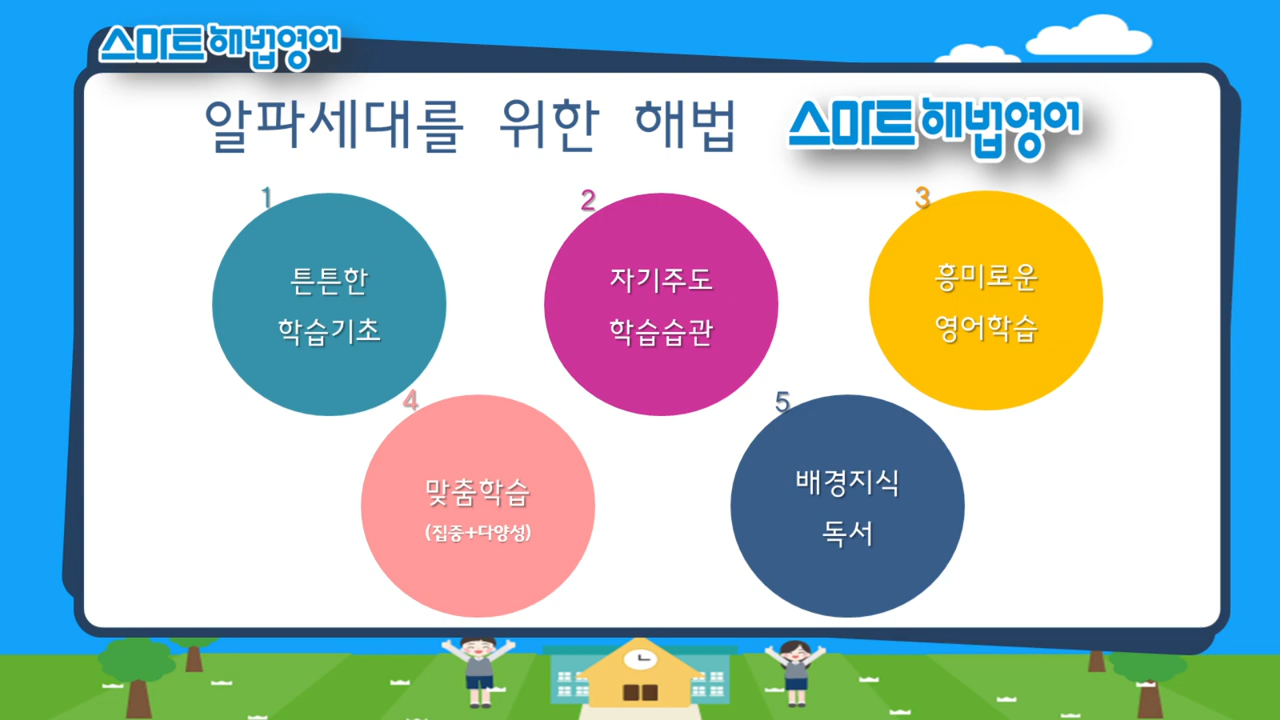 스마트해법영어
알파세대를 위한 해법 스마트해법영어
1
튼튼한
학습기초
2
자기주도
학습습관
3
흥미로운
영어학습
4
맞춤학습
(집중+다양성)
5
배경지식
독서